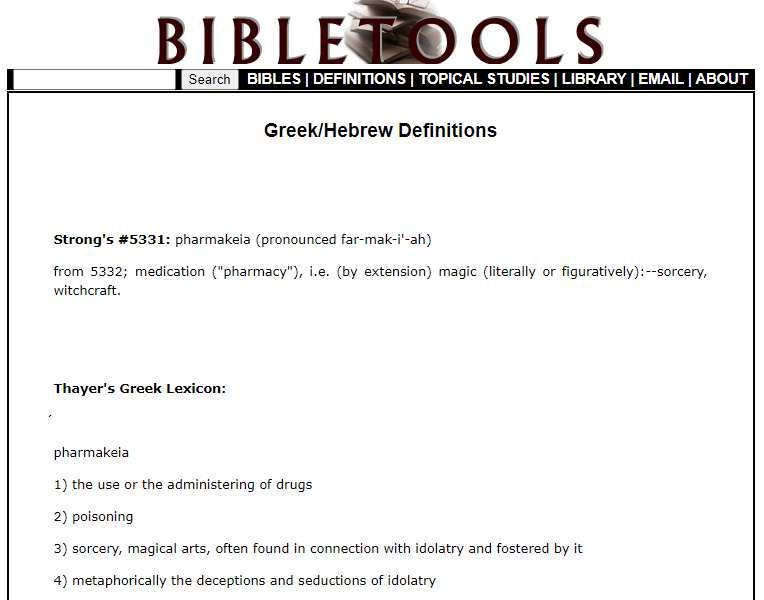 BIBLETOOLS
Search BIBLES | DEFINITIONS | TOPICAL STUDIES | LIBRARY | EMAIL | ABOUT
Greek/Hebrew Definitions
Strong's #5331: pharmakeia (pronounced far-mak-i'-ah)
from 5332; medication ("pharmacy"), i.e. (by extension) magic (literally or figuratively):--sorcery,
witchcraft.
Thayer's Greek Lexicon:
´
pharmakeia
1) the use or the administering of drugs
2) poisoning
3) sorcery, magical arts, often found in connection with idolatry and fostered by it
4) metaphorically the deceptions and seductions of idolatry